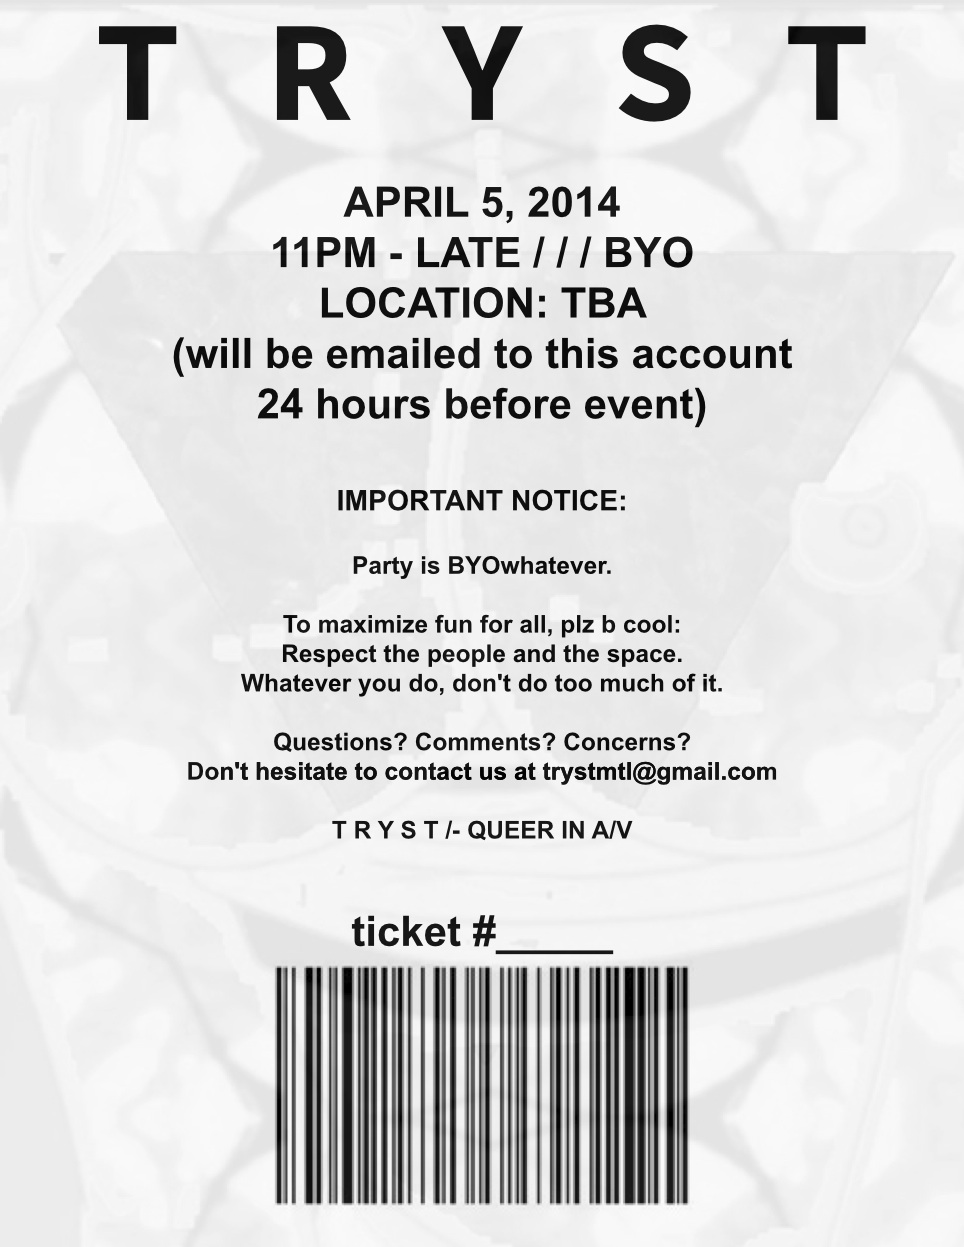 T R Y S T
APRIL 5, 2014
11PM - LATE / / / BYO
LOCATION: TBA
(will be emailed to this account
24 hours before event)
IMPORTANT NOTICE:
Party is BYOwhatever.
To maximize fun for all, plz b cool:
Respect the people and the space.
Whatever you do, don't do too much of it.
Questions? Comments? Concerns?
Don't hesitate to contact us at trystmtl@gmail.com
T R Y S T /- QUEER IN A/V
ticket #_____